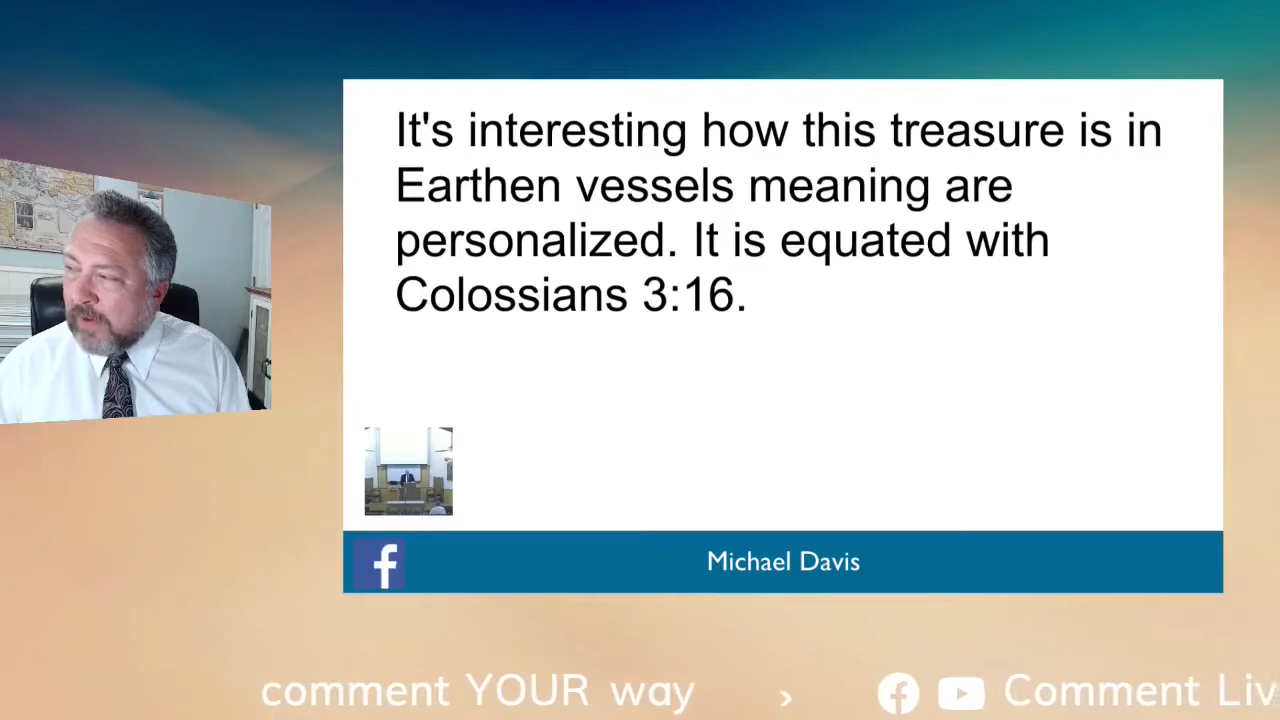 It's interesting how this treasure is in
Earthen vessels meaning are
personalized. It is equated with
Colossians 3:16.
f
Michael Davis
comment YOUR way > Comment Liv